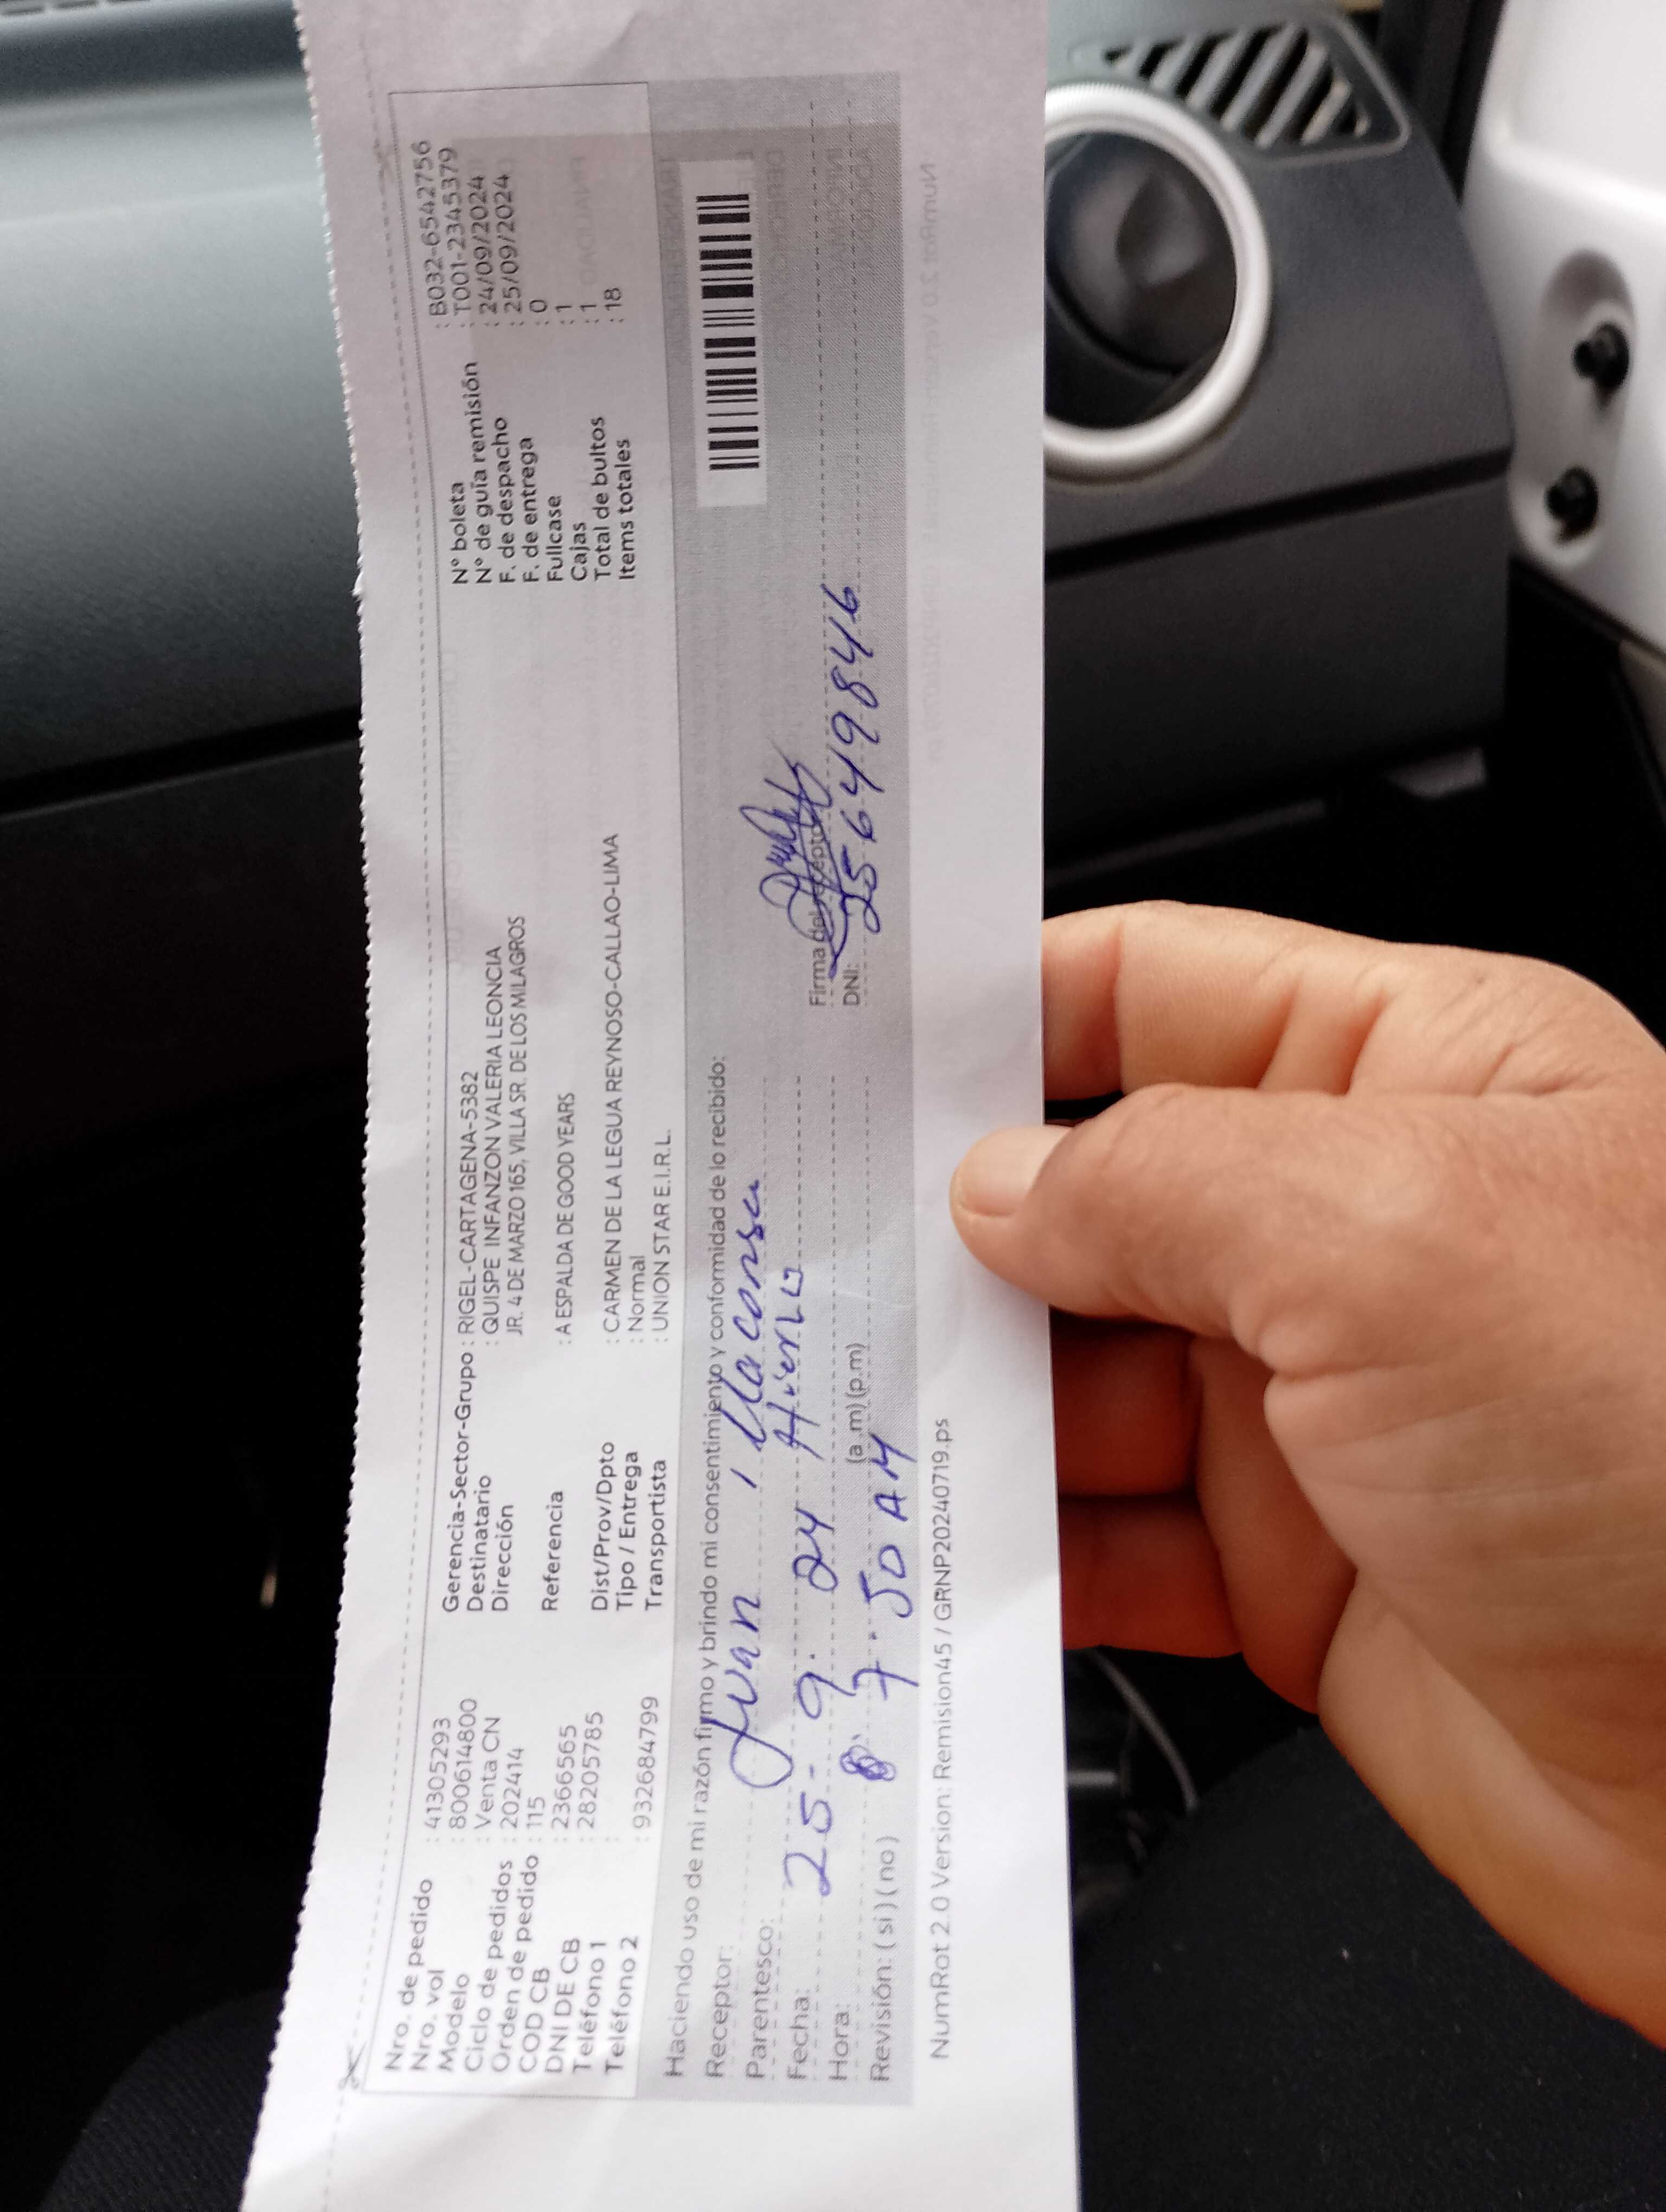 Nro. de pedido : 41305293
Nro. vol : 800614800
Modelo : Venta CN
Ciclo de pedidos : 202414
Orden de pedido : 115
COD CB : 2366565
DNI DE CB : 28205785
Teléfono 1 :
Teléfono 2 : 932684799
Gerencia-Sector-Grupo : RIGEL-CARTAGENA-5382
Destinatario : QUISPE INFANZON VALERIA LEONCIA
Dirección JR. 4 DE MARZO 165, VILLA SR. DE LOS MILAGROS
Referencia : A ESPALDA DE GOOD YEARS
Dist/Prov/Dpto : CARMEN DE LA LEGUA REYNOSO-CALLAO-LIMA
Tipo / Entrega : Normal
Transportista : UNION STAR E.I.R.L.
N° boleta : B032-6542756
N° de guía remisión : T001-2345379
F. de despacho : 24/09/2024
F. de entrega : 25/09/2024
Fullcase : 0
Cajas : 1
Total de bultos : 1
Items totales : 18
Haciendo uso de mi razón firmo y brindo mi consentimiento y conformidad de lo recibido:
Receptor: Juan
Parentesco:
Fecha: 25-9.24
Hora: 7.50 AM (a.m) (p.m)
Revisión: ( si ) ( no )
Firma del receptor
DNI: 25649846
NumRot 2.0 Version: Remision45 / GRNP20240719.ps